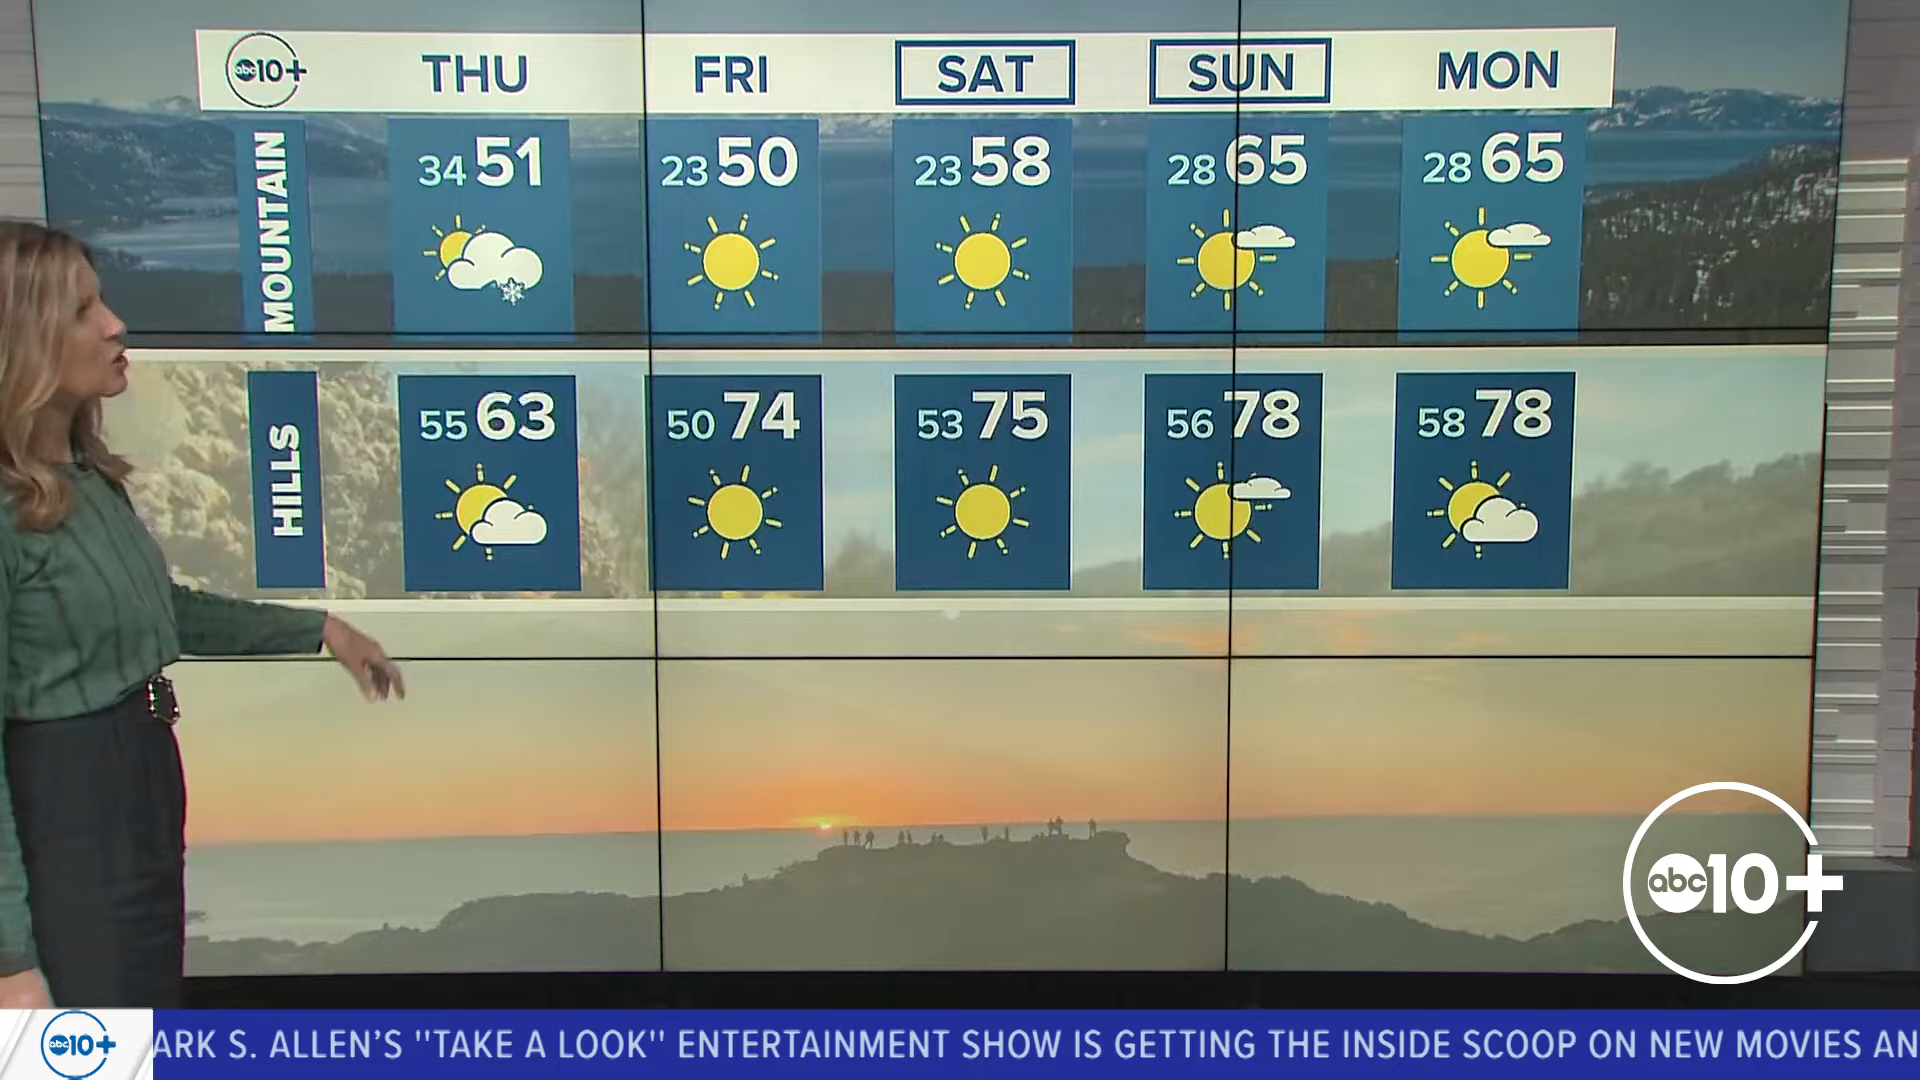 abc10+ THU FRI SAT SUN MON
MOUNTAIN
34 51 23 50 23 58 28 65 28 65
HILLS
55 63 50 74 53 75 56 78 58 78
abc10+
abc10+ ARK S. ALLEN'S "TAKE A LOOK" ENTERTAINMENT SHOW IS GETTING THE INSIDE SCOOP ON NEW MOVIES AN